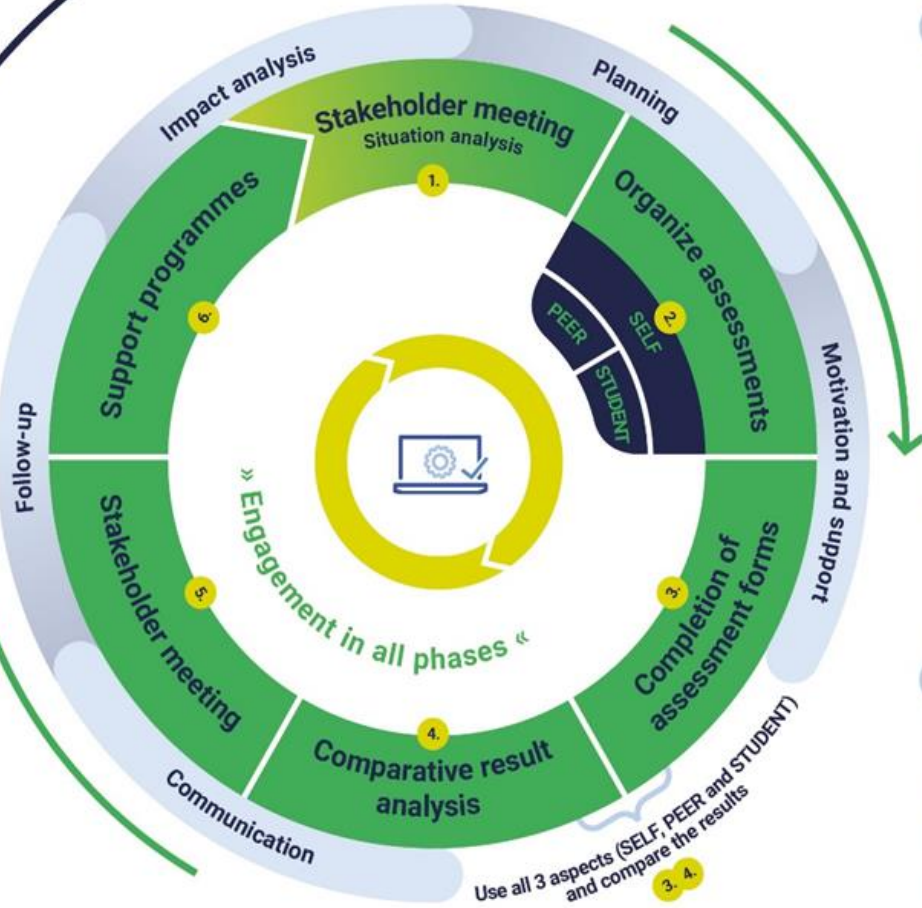 Impact analysis
Planning
Motivation and support
Communication
Follow-up
Stakeholder meeting
Situation analysis
1.
Organize assessments
2.
SELF
PEER
STUDENT
3.
Completion of
assessment forms
4.
Comparative result
analysis
5.
Stakeholder meeting
6.
Support programmes
» Engagement in all phases «
Use all 3 aspects (SELF, PEER and STUDENT)
and compare the results
3. 4.